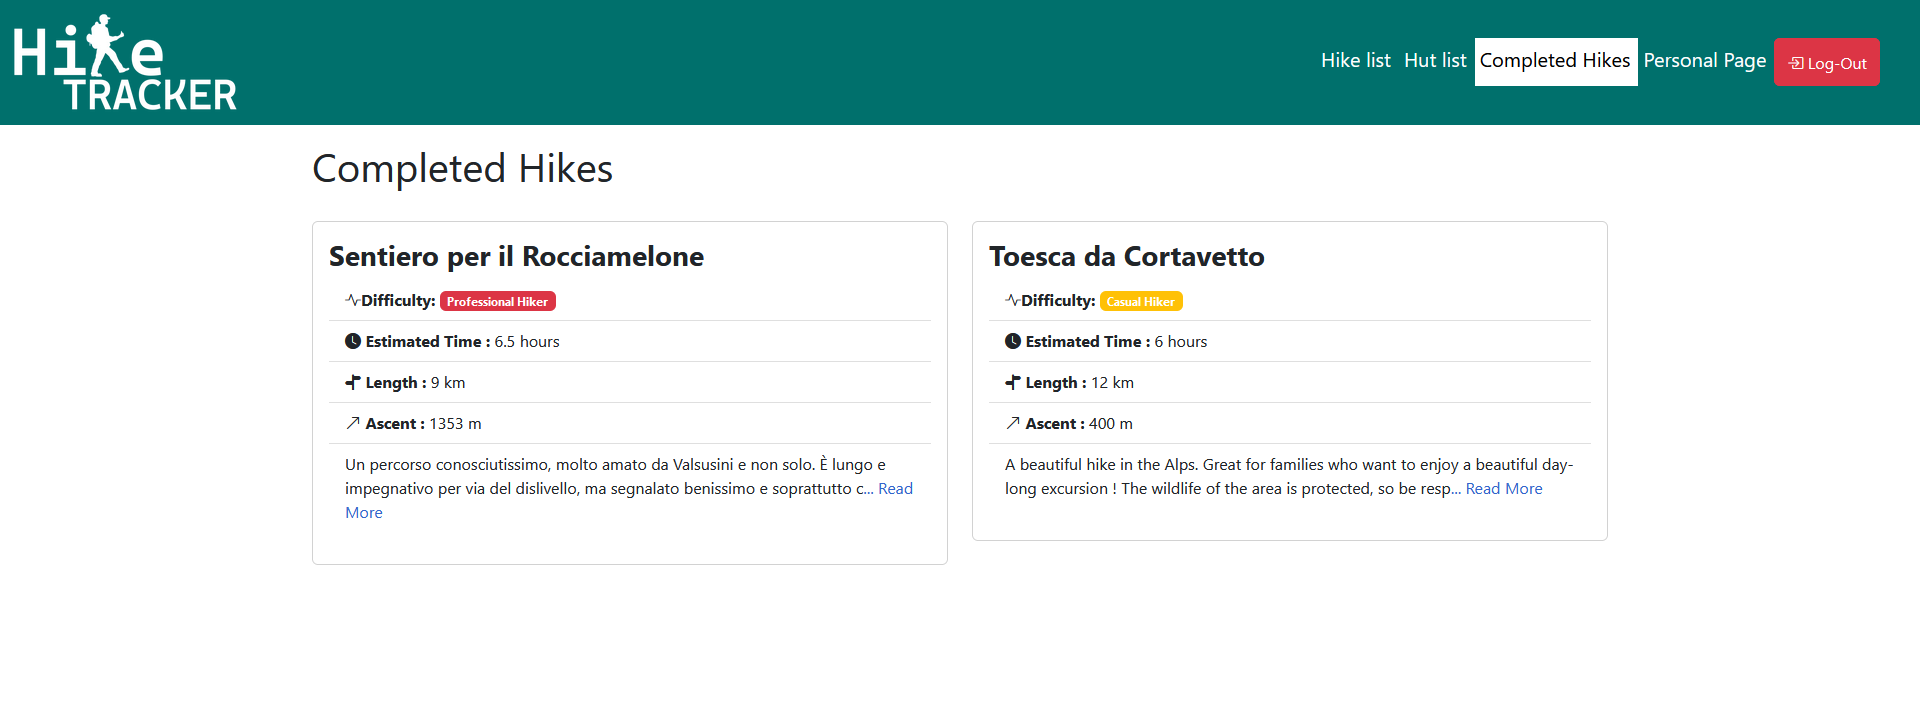 Hike
TRACKER
Hike list Hut list Completed Hikes Personal Page Log-Out
Completed Hikes
Sentiero per il Rocciamelone
Difficulty: Professional Hiker
Estimated Time : 6.5 hours
Length : 9 km
Ascent : 1353 m
Un percorso conosciutissimo, molto amato da Valsusini e non solo. È lungo e
impegnativo per via del dislivello, ma segnalato benissimo e soprattutto c... Read
More
Toesca da Cortavetto
Difficulty: Casual Hiker
Estimated Time : 6 hours
Length : 12 km
Ascent : 400 m
A beautiful hike in the Alps. Great for families who want to enjoy a beautiful day-
long excursion ! The wildlife of the area is protected, so be resp... Read More